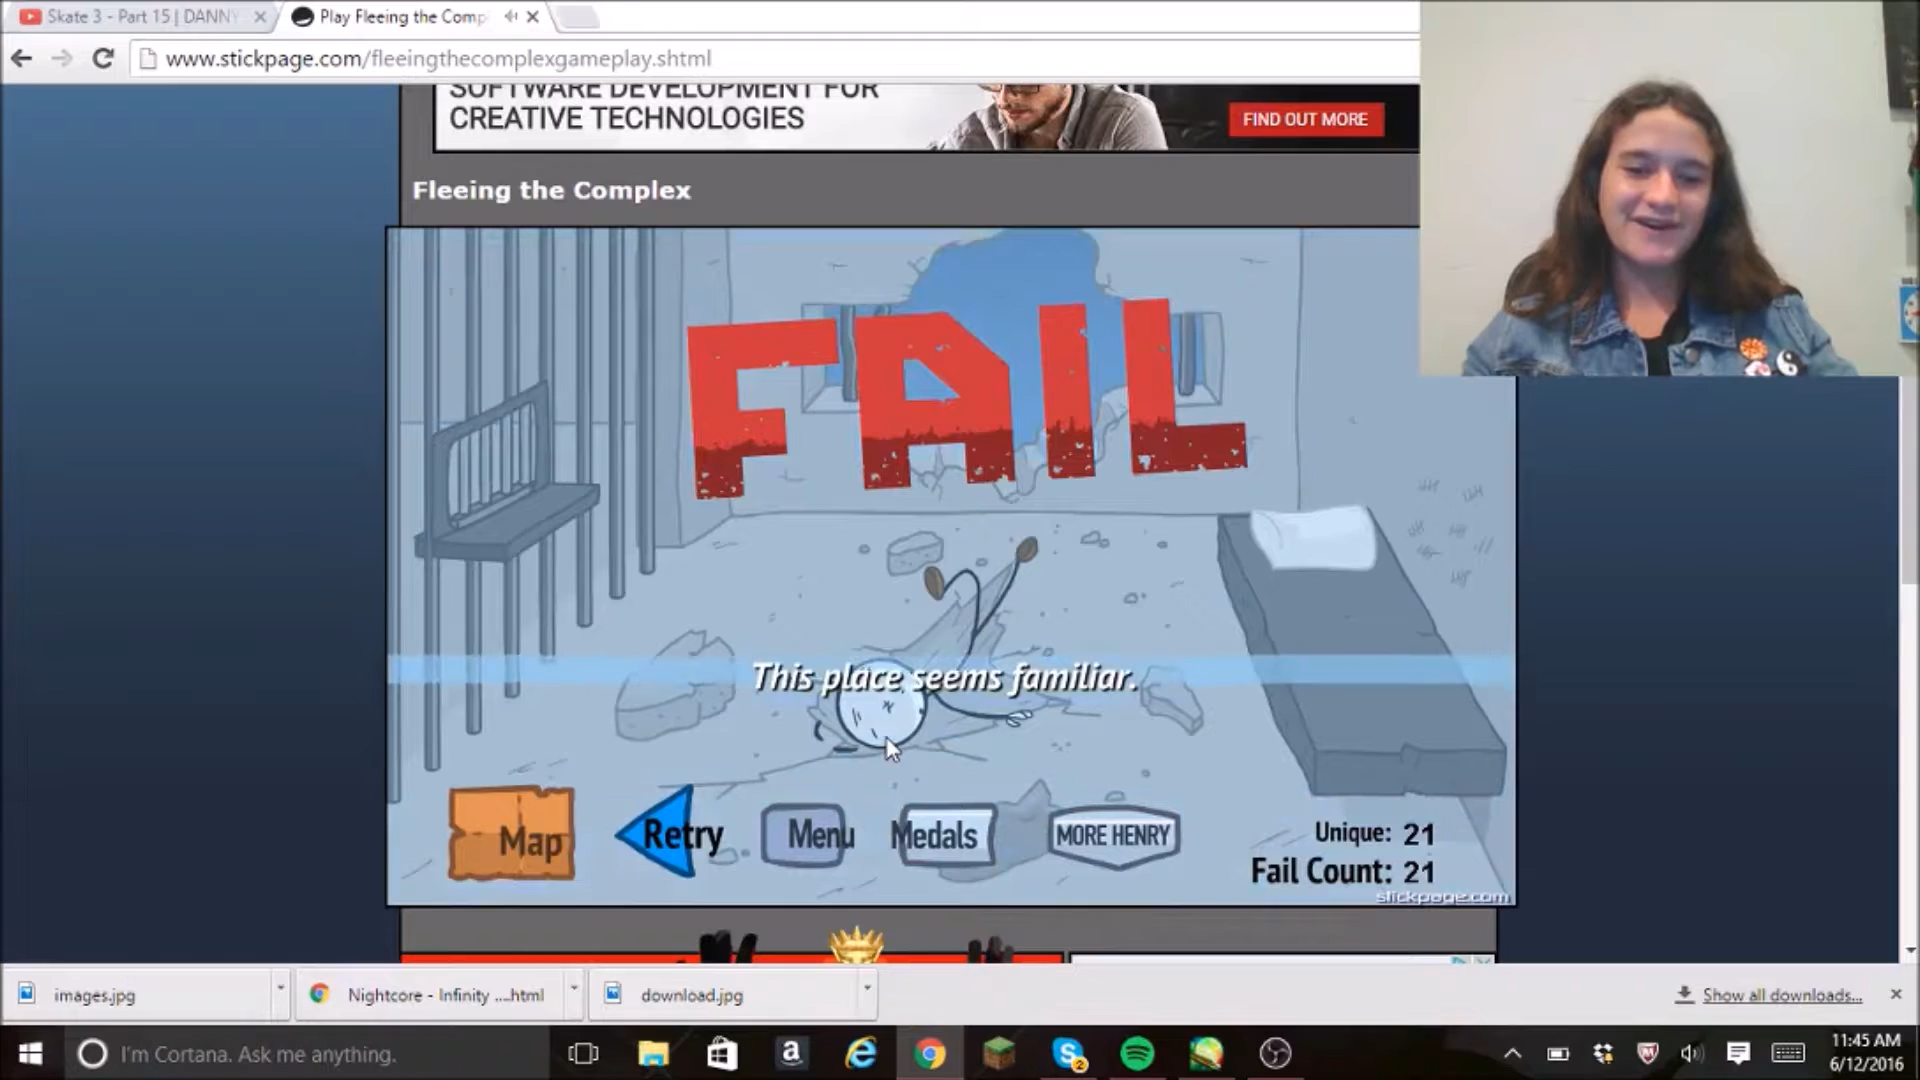 Skate 3 - Part 15 | DANNY
Play Fleeing the Comp
www.stickpage.com/fleeingthecomplexgameplay.shtml
SOFTWARE DEVELOPMENT FOR
CREATIVE TECHNOLOGIES
FIND OUT MORE
Fleeing the Complex
FAIL
This place seems familiar.
Map
Retry
Menu
Medals
MORE HENRY
Unique: 21
Fail Count: 21
stickpage.com
images.jpg
Nightcore - Infinity ....html
download.jpg
Show all downloads...
I'm Cortana. Ask me anything.
2
11:45 AM
6/12/2016